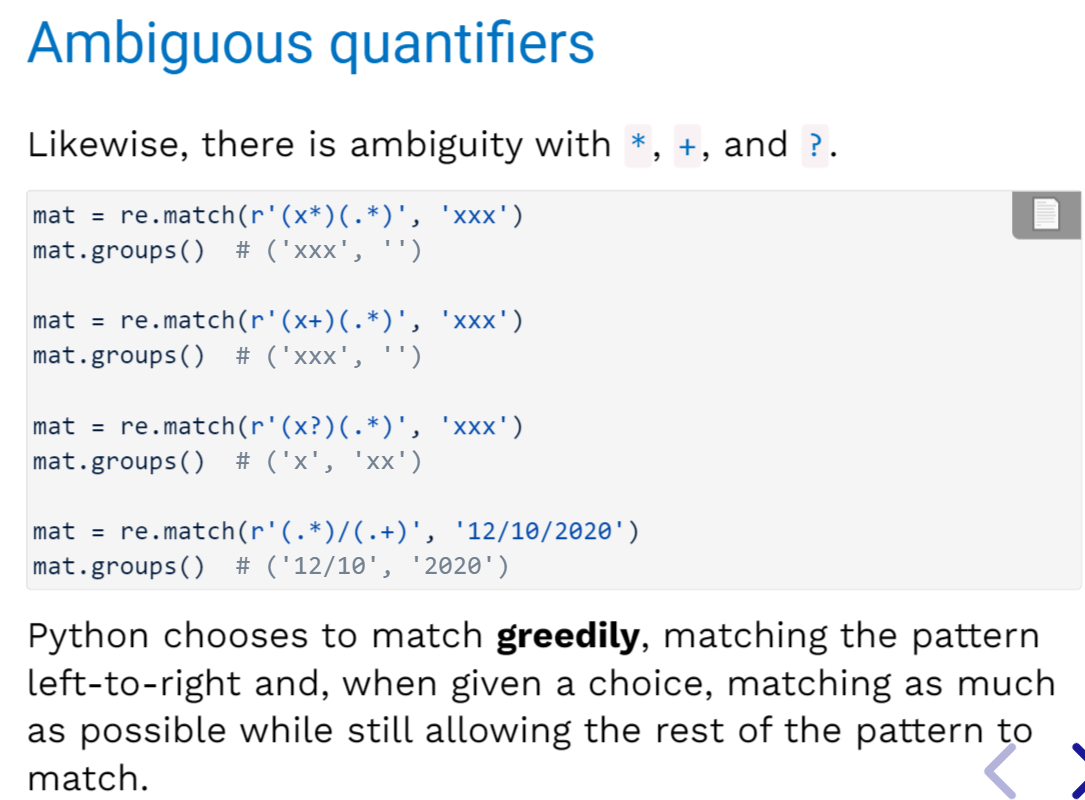 Ambiguous quantifiers
Likewise, there is ambiguity with *, +, and ?.
mat = re.match(r'(x*)(.*)', 'xxx')
mat.groups()  # ('xxx', '')
mat = re.match(r'(x+)(.*)', 'xxx')
mat.groups()  # ('xxx', '')
mat = re.match(r'(x?)(.*)', 'xxx')
mat.groups()  # ('x', 'xx')
mat = re.match(r'(.*)/(.+)', '12/10/2020')
mat.groups()  # ('12/10', '2020')
Python chooses to match greedily, matching the pattern
left-to-right and, when given a choice, matching as much
as possible while still allowing the rest of the pattern to
match.